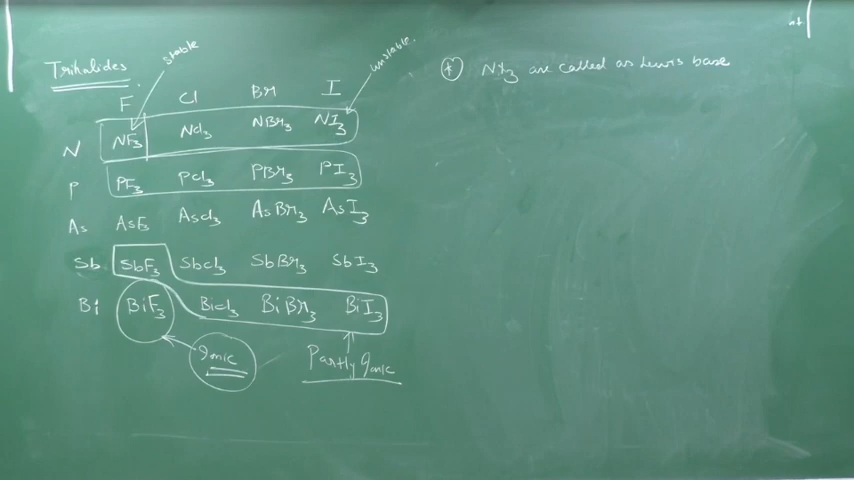 Trihalides
stable
unstable
F Cl Br I
N NF3 NCl3 NBr3 NI3
P PF3 PCl3 PBr3 PI3
As AsF3 AsCl3 AsBr3 AsI3
Sb SbF3 SbCl3 SbBr3 SbI3
Bi BiF3 BiCl3 BiBr3 BiI3
Ionic
Partly Ionic
* NX3 are called as Lewis base